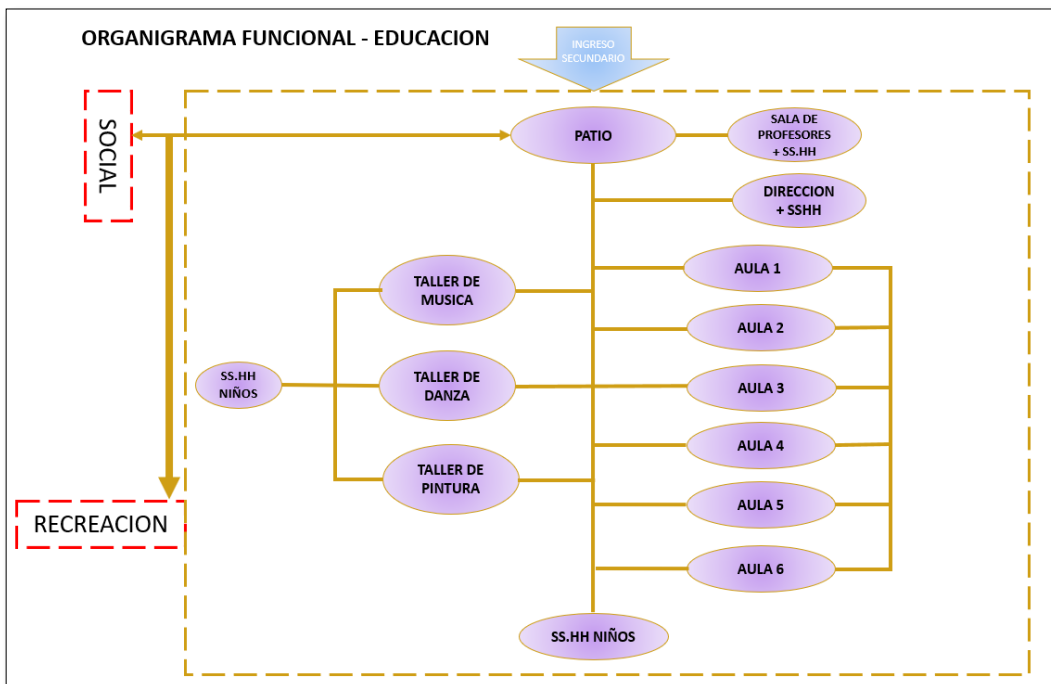 ORGANIGRAMA FUNCIONAL - EDUCACION
INGRESO
SECUNDARIO
SOCIAL
PATIO
SALA DE
PROFESORES
+ SS.HH
DIRECCION
+ SSHH
TALLER DE
MUSICA
AULA 1
AULA 2
SS.HH
NIÑOS
TALLER DE
DANZA
AULA 3
AULA 4
TALLER DE
PINTURA
AULA 5
RECREACION
AULA 6
SS.HH NIÑOS